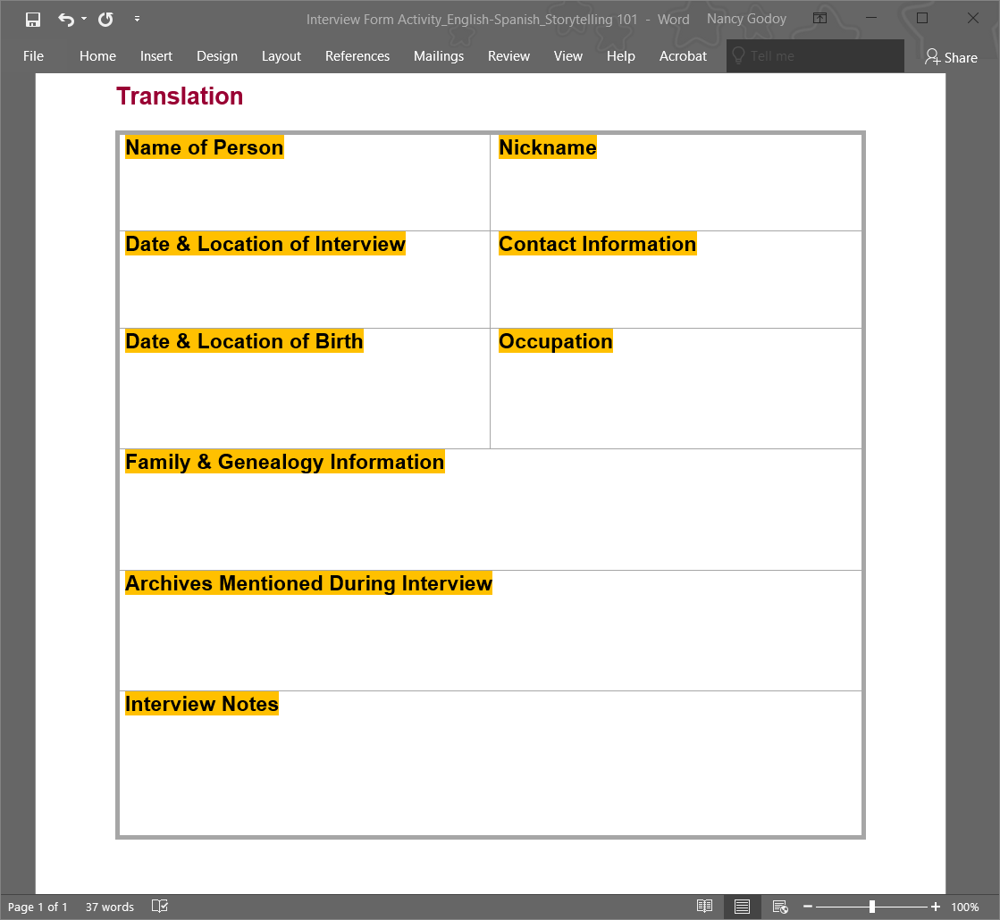 Interview Form Activity_English-Spanish_Storytelling 101 - Word Nancy Godoy
File Home Insert Design Layout References Mailings Review View Help Acrobat Tell me Share
Translation
Name of Person Nickname
Date & Location of Interview Contact Information
Date & Location of Birth Occupation
Family & Genealogy Information
Archives Mentioned During Interview
Interview Notes
Page 1 of 1 37 words 100%